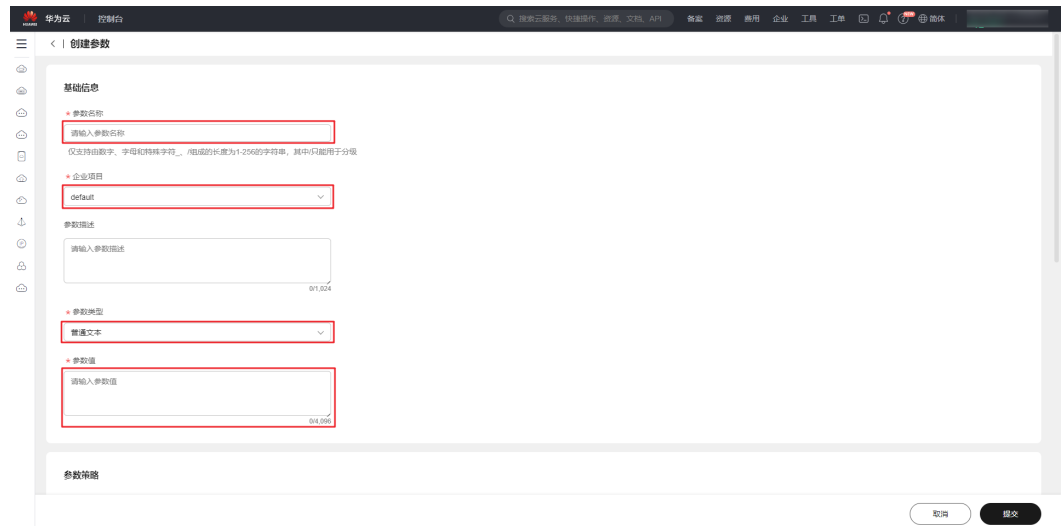 HUAWEI 华为云 控制台 搜索云服务、快捷操作、资源、文档、API 备案 资源 费用 企业 工具 工单 简体
创建参数
基础信息
* 参数名称
请输入参数名称
仅支持由数字、字母和特殊字符_、/组成的长度为1-256的字符串，其中/只能用于分级
* 企业项目
default
参数描述
请输入参数描述
0/1,024
* 参数类型
普通文本
* 参数值
请输入参数值
0/4,096
参数策略
取消 提交